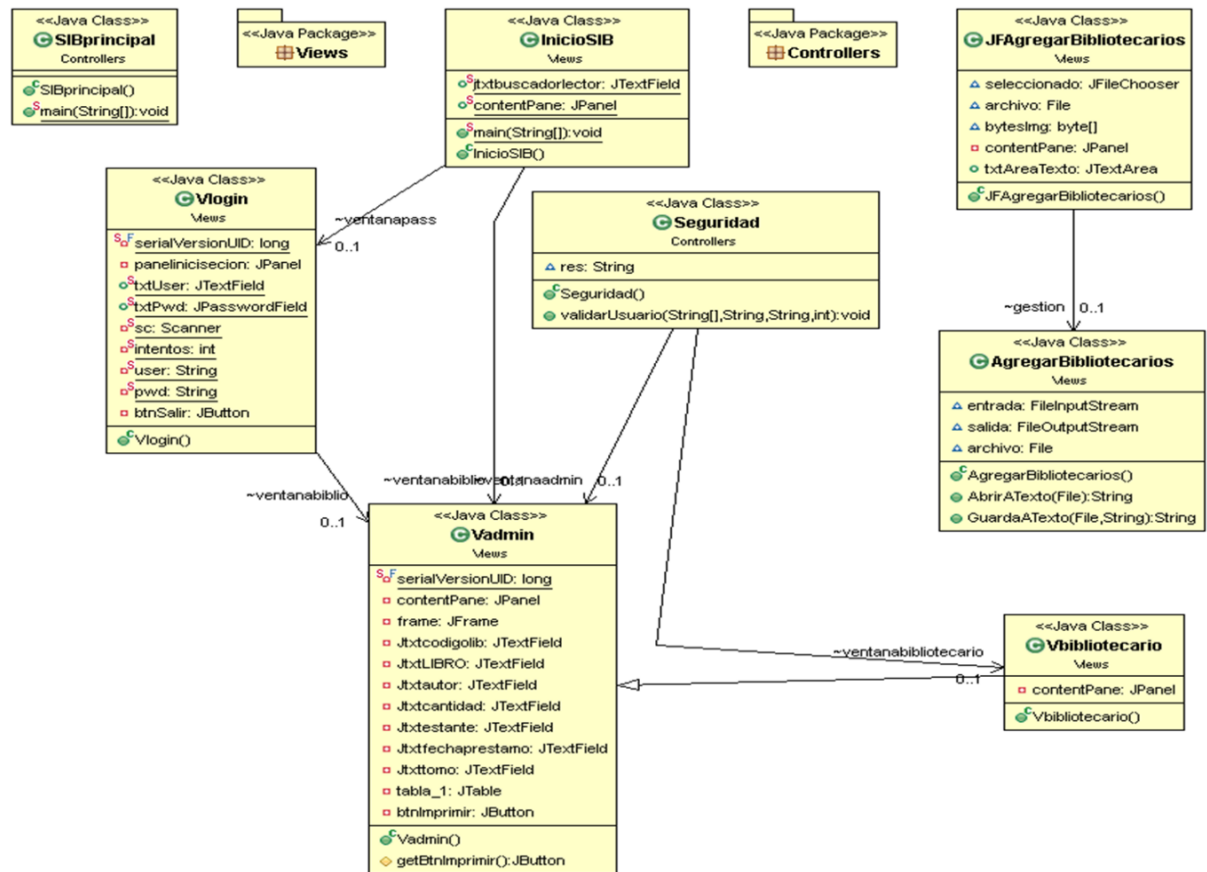 <<Java Class>>
SIBprincipal
Controllers
SIBprincipal()
main(String[]):void
<<Java Package>>
Views
<<Java Class>>
InicioSIB
Views
jtxtbuscadorlector: JTextField
contentPane: JPanel
main(String[]):void
InicioSIB()
<<Java Package>>
Controllers
<<Java Class>>
JFAgregarBibliotecarios
Views
seleccionado: JFileChooser
archivo: File
bytesImg: byte[]
contentPane: JPanel
txtAreaTexto: JTextArea
JFAgregarBibliotecarios()
<<Java Class>>
Vlogin
Views
serialVersionUID: long
panelinicisecion: JPanel
txtUser: JTextField
txtPwd: JPasswordField
sc: Scanner
intentos: int
user: String
pwd: String
btnSalir: JButton
Vlogin()
~ventanapass
0..1
<<Java Class>>
Seguridad
Controllers
res: String
Seguridad()
validarUsuario(String[],String,String,int):void
~gestion 0..1
<<Java Class>>
AgregarBibliotecarios
Views
entrada: FileInputStream
salida: FileOutputStream
archivo: File
AgregarBibliotecarios()
AbrirATexto(File):String
GuardaATexto(File,String):String
~ventanabiblio
0..1
~ventanabiblio
0..1
~ventanaadmin
0..1
<<Java Class>>
Vadmin
Views
serialVersionUID: long
contentPane: JPanel
frame: JFrame
Jtxtcodigolib: JTextField
JtxtLIBRO: JTextField
Jtxtautor: JTextField
Jtxtcantidad: JTextField
Jtxtestante: JTextField
Jtxtfechaprestamo: JTextField
Jtxttomo: JTextField
tabla_1: JTable
btnImprimir: JButton
Vadmin()
getBtnImprimir():JButton
~ventanabibliotecario
0..1
<<Java Class>>
Vbibliotecario
Views
contentPane: JPanel
Vbibliotecario()